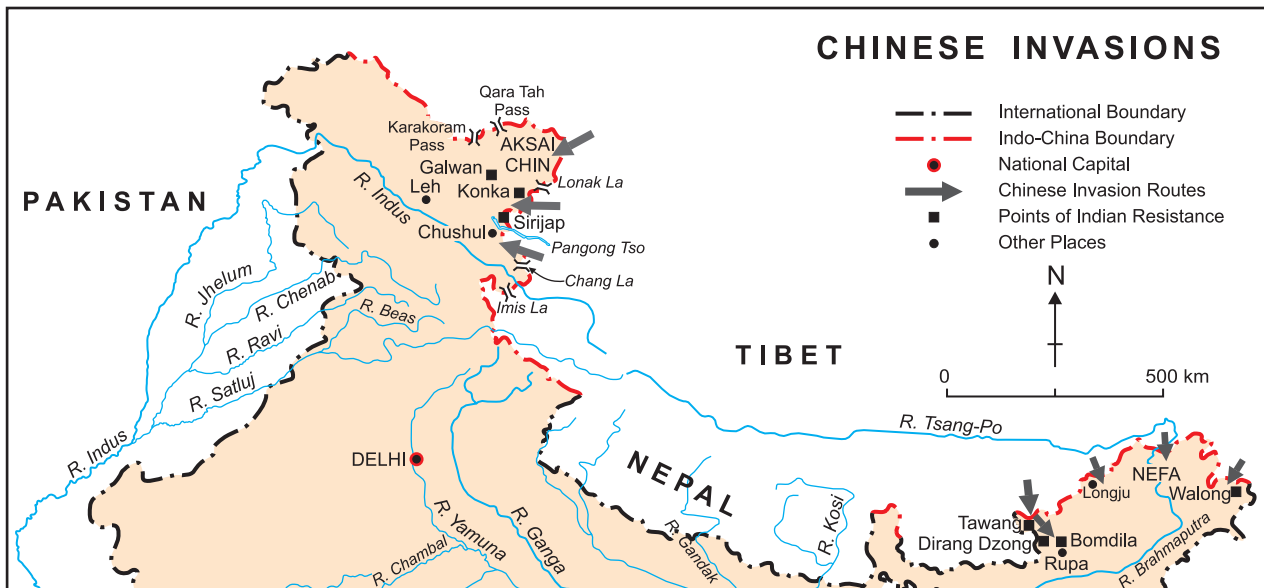 CHINESE INVASIONS
International Boundary
Indo-China Boundary
National Capital
Chinese Invasion Routes
Points of Indian Resistance
Other Places
N
0
500 km
Qara Tah
Pass
Karakoram
Pass
AKSAI
CHIN
Galwan
Leh
Konka
Lonak La
R. Indus
PAKISTAN
Sirijap
Chushul
Pangong Tso
Chang La
Imis La
R. Jhelum
R. Chenab
R. Beas
R. Ravi
R. Satluj
R. Indus
TIBET
R. Tsang-Po
DELHI
NEPAL
R. Yamuna
R. Ganga
R. Chambal
R. Gandak
R. Kosi
NEFA
Longju
Walong
Tawang
Dirang Dzong
Bomdila
Rupa
R. Brahmaputra